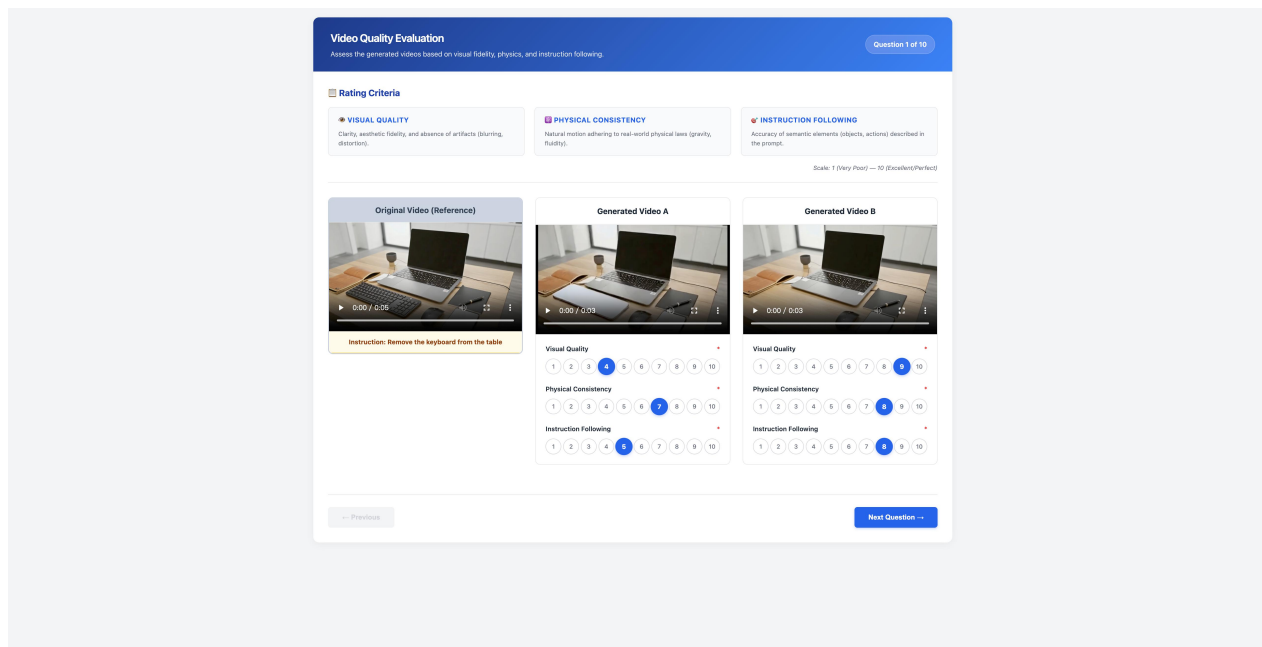 Video Quality Evaluation
Assess the generated videos based on visual fidelity, physics, and instruction following.
Question 1 of 10
Rating Criteria
VISUAL QUALITY
Clarity, aesthetic fidelity, and absence of artifacts (blurring,
distortion).
PHYSICAL CONSISTENCY
Natural motion adhering to real-world physical laws (gravity,
fluidity).
INSTRUCTION FOLLOWING
Accuracy of semantic elements (objects, actions) described in
the prompt.
Scale: 1 (Very Poor) — 10 (Excellent/Perfect)
Original Video (Reference)
0:00 / 0:05
Instruction: Remove the keyboard from the table
Generated Video A
0:00 / 0:03
Visual Quality *
1 2 3 4 5 6 7 8 9 10
Physical Consistency *
1 2 3 4 5 6 7 8 9 10
Instruction Following *
1 2 3 4 5 6 7 8 9 10
Generated Video B
0:00 / 0:03
Visual Quality *
1 2 3 4 5 6 7 8 9 10
Physical Consistency *
1 2 3 4 5 6 7 8 9 10
Instruction Following *
1 2 3 4 5 6 7 8 9 10
← Previous
Next Question →